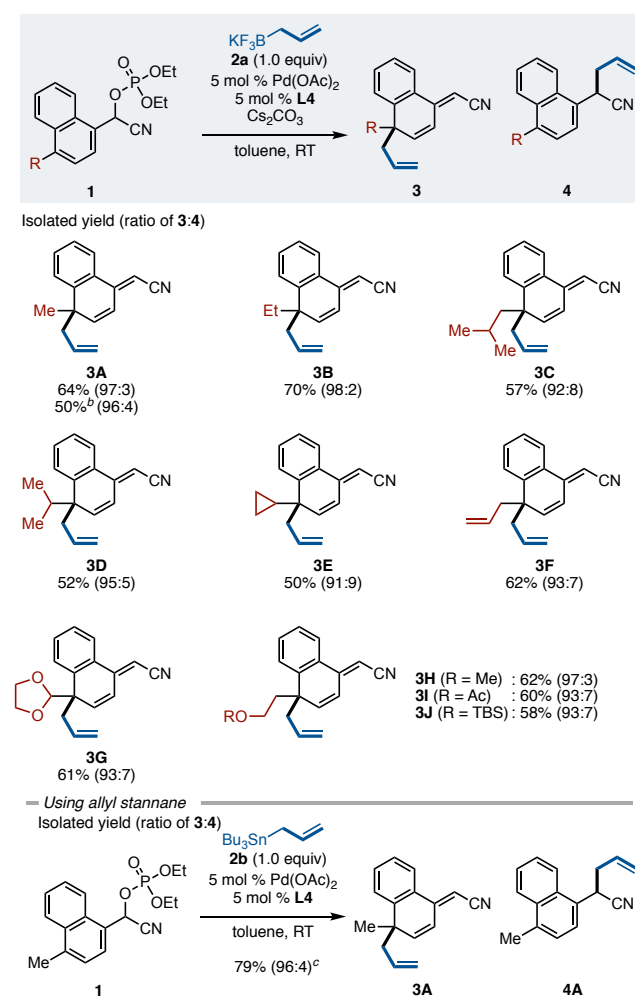 KF₃B
2a (1.0 equiv)
5 mol % Pd(OAc)₂
5 mol % L4
Cs₂CO₃
toluene, RT
O
P
OEt
O
OEt
CN
R
1
CN
R
3
CN
R
4
Isolated yield (ratio of 3:4)
CN
Me
3A
64% (97:3)
50%ᵇ (96:4)
CN
Et
3B
70% (98:2)
CN
Me
Me
3C
57% (92:8)
CN
Me
Me
3D
52% (95:5)
CN
3E
50% (91:9)
CN
3F
62% (93:7)
CN
O
O
3G
61% (93:7)
CN
RO
3H (R = Me) : 62% (97:3)
3I (R = Ac) : 60% (93:7)
3J (R = TBS) : 58% (93:7)
Using allyl stannane
Isolated yield (ratio of 3:4)
Bu₃Sn
2b (1.0 equiv)
5 mol % Pd(OAc)₂
5 mol % L4
toluene, RT
79% (96:4)ᶜ
O
P
OEt
O
OEt
CN
Me
1
CN
Me
3A
CN
Me
4A